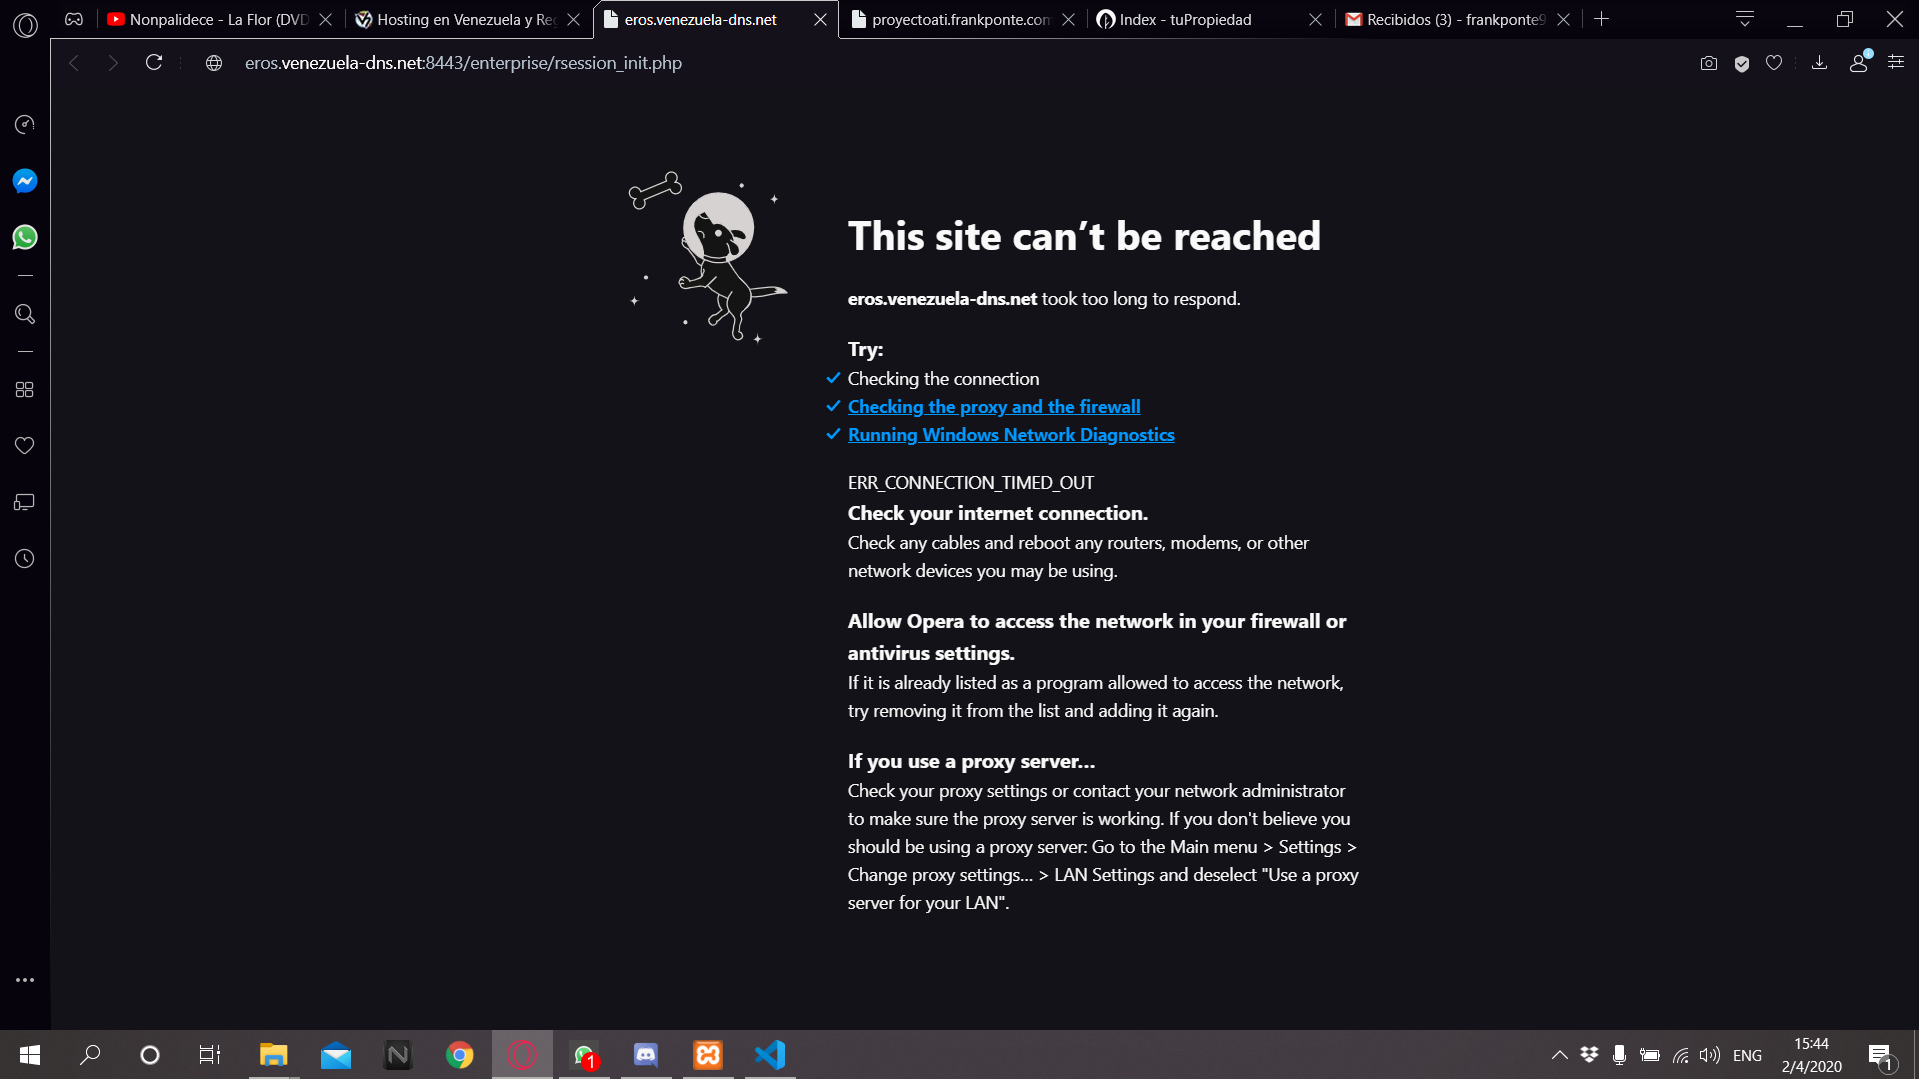 Nonpalidece - La Flor (DVD
Hosting en Venezuela y Reg
eros.venezuela-dns.net
proyectoati.frankponte.com
Index - tuPropiedad
Recibidos (3) - frankponte9
eros.venezuela-dns.net:8443/enterprise/rsession_init.php
This site can’t be reached
eros.venezuela-dns.net took too long to respond.
Try:
Checking the connection
Checking the proxy and the firewall
Running Windows Network Diagnostics
ERR_CONNECTION_TIMED_OUT
Check your internet connection.
Check any cables and reboot any routers, modems, or other
network devices you may be using.
Allow Opera to access the network in your firewall or
antivirus settings.
If it is already listed as a program allowed to access the network,
try removing it from the list and adding it again.
If you use a proxy server...
Check your proxy settings or contact your network administrator
to make sure the proxy server is working. If you don't believe you
should be using a proxy server: Go to the Main menu > Settings >
Change proxy settings... > LAN Settings and deselect "Use a proxy
server for your LAN".
N
1
ENG
15:44
2/4/2020
1